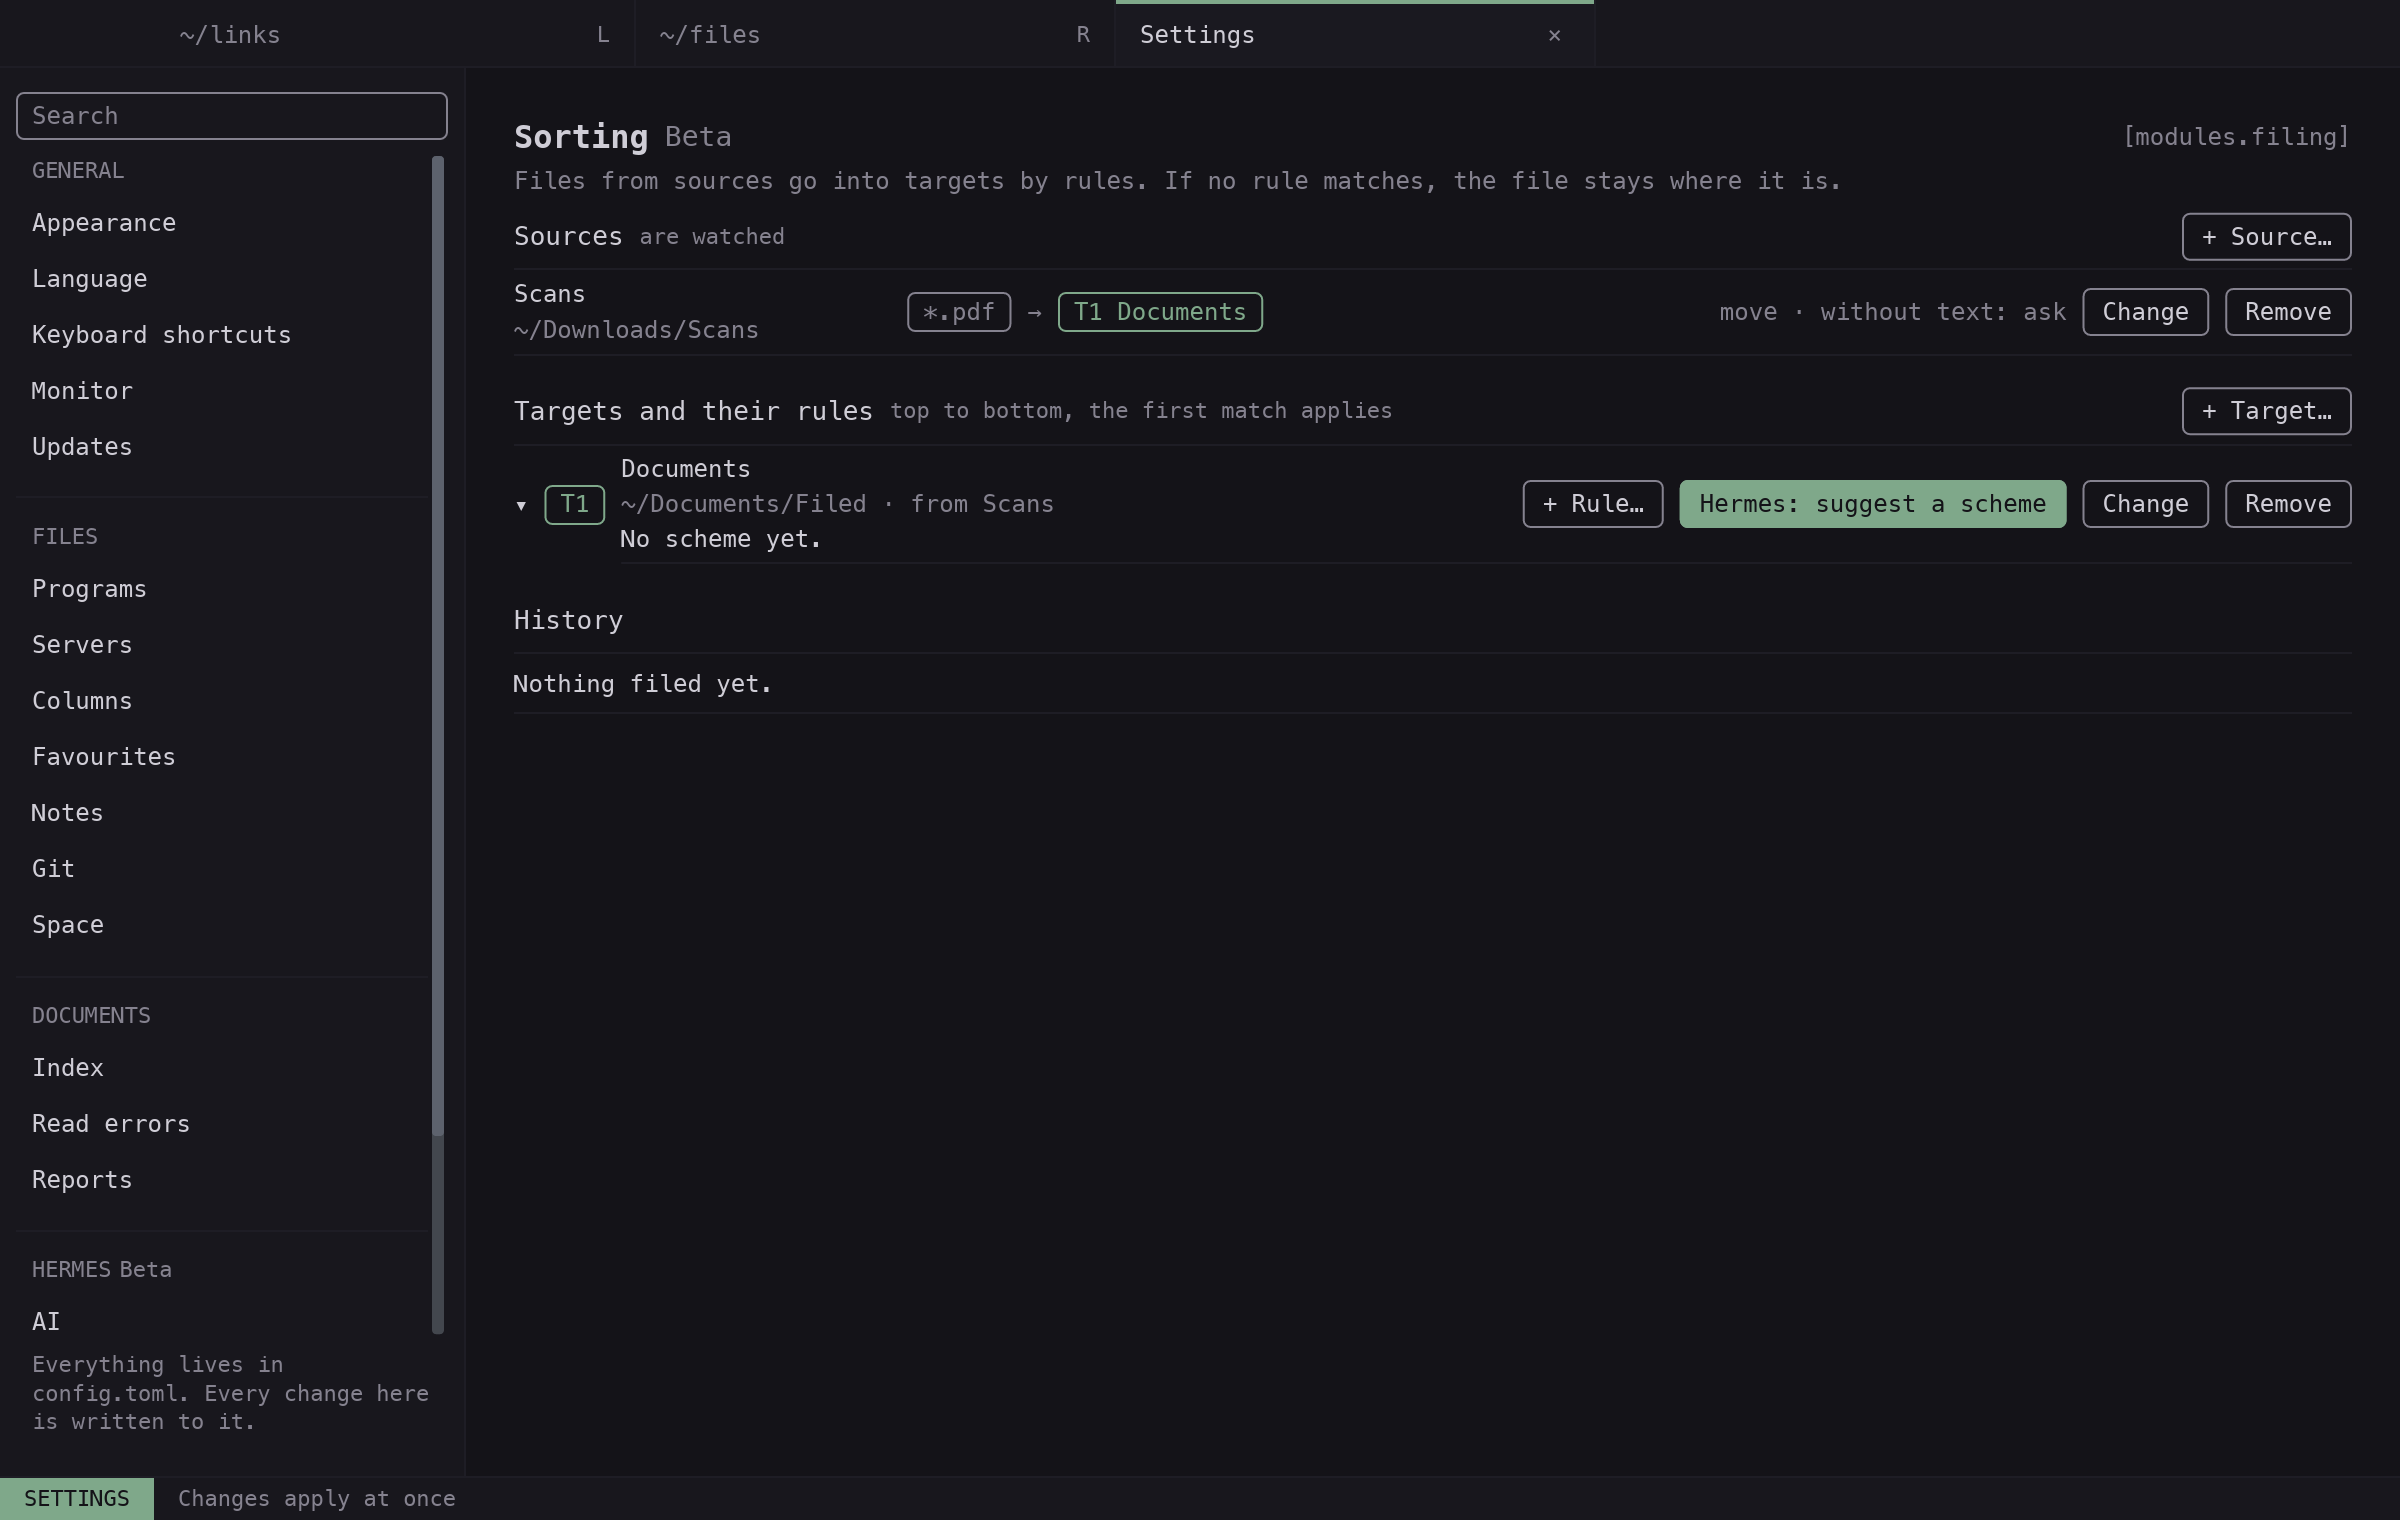 ~/links L ~/files R Settings ×
Search
GENERAL
Appearance
Language
Keyboard shortcuts
Monitor
Updates
FILES
Programs
Servers
Columns
Favourites
Notes
Git
Space
DOCUMENTS
Index
Read errors
Reports
HERMES Beta
AI
Everything lives in
config.toml. Every change here
is written to it.
Sorting Beta [modules.filing]
Files from sources go into targets by rules. If no rule matches, the file stays where it is.
Sources are watched + Source…
Scans
~/Downloads/Scans
*.pdf → T1 Documents move · without text: ask Change Remove
Targets and their rules top to bottom, the first match applies + Target…
▾ T1 Documents
~/Documents/Filed · from Scans
No scheme yet.
+ Rule… Hermes: suggest a scheme Change Remove
History
Nothing filed yet.
SETTINGS Changes apply at once